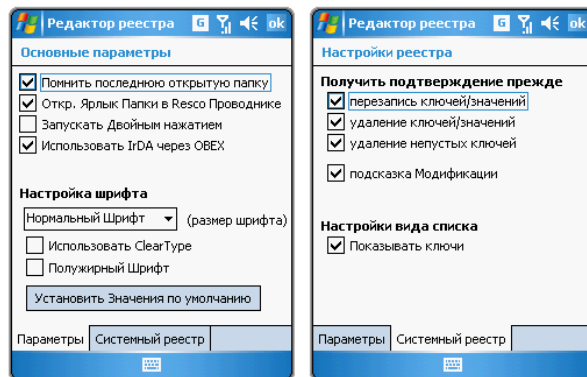 Редактор реестра G ok
Основные параметры
Помнить последнюю открытую папку
Откр. Ярлык Папки в Resco Проводнике
Запускать Двойным нажатием
Использовать IrDA через OBEX
Настройка шрифта
Нормальный Шрифт (размер шрифта)
Использовать ClearType
Полужирный Шрифт
Установить Значения по умолчанию
Параметры Системный реестр
Редактор реестра G ok
Настройки реестра
Получить подтверждение прежде
перезапись ключей/значений
удаление ключей/значений
удаление непустых ключей
подсказка Модификации
Настройки вида списка
Показывать ключи
Параметры Системный реестр